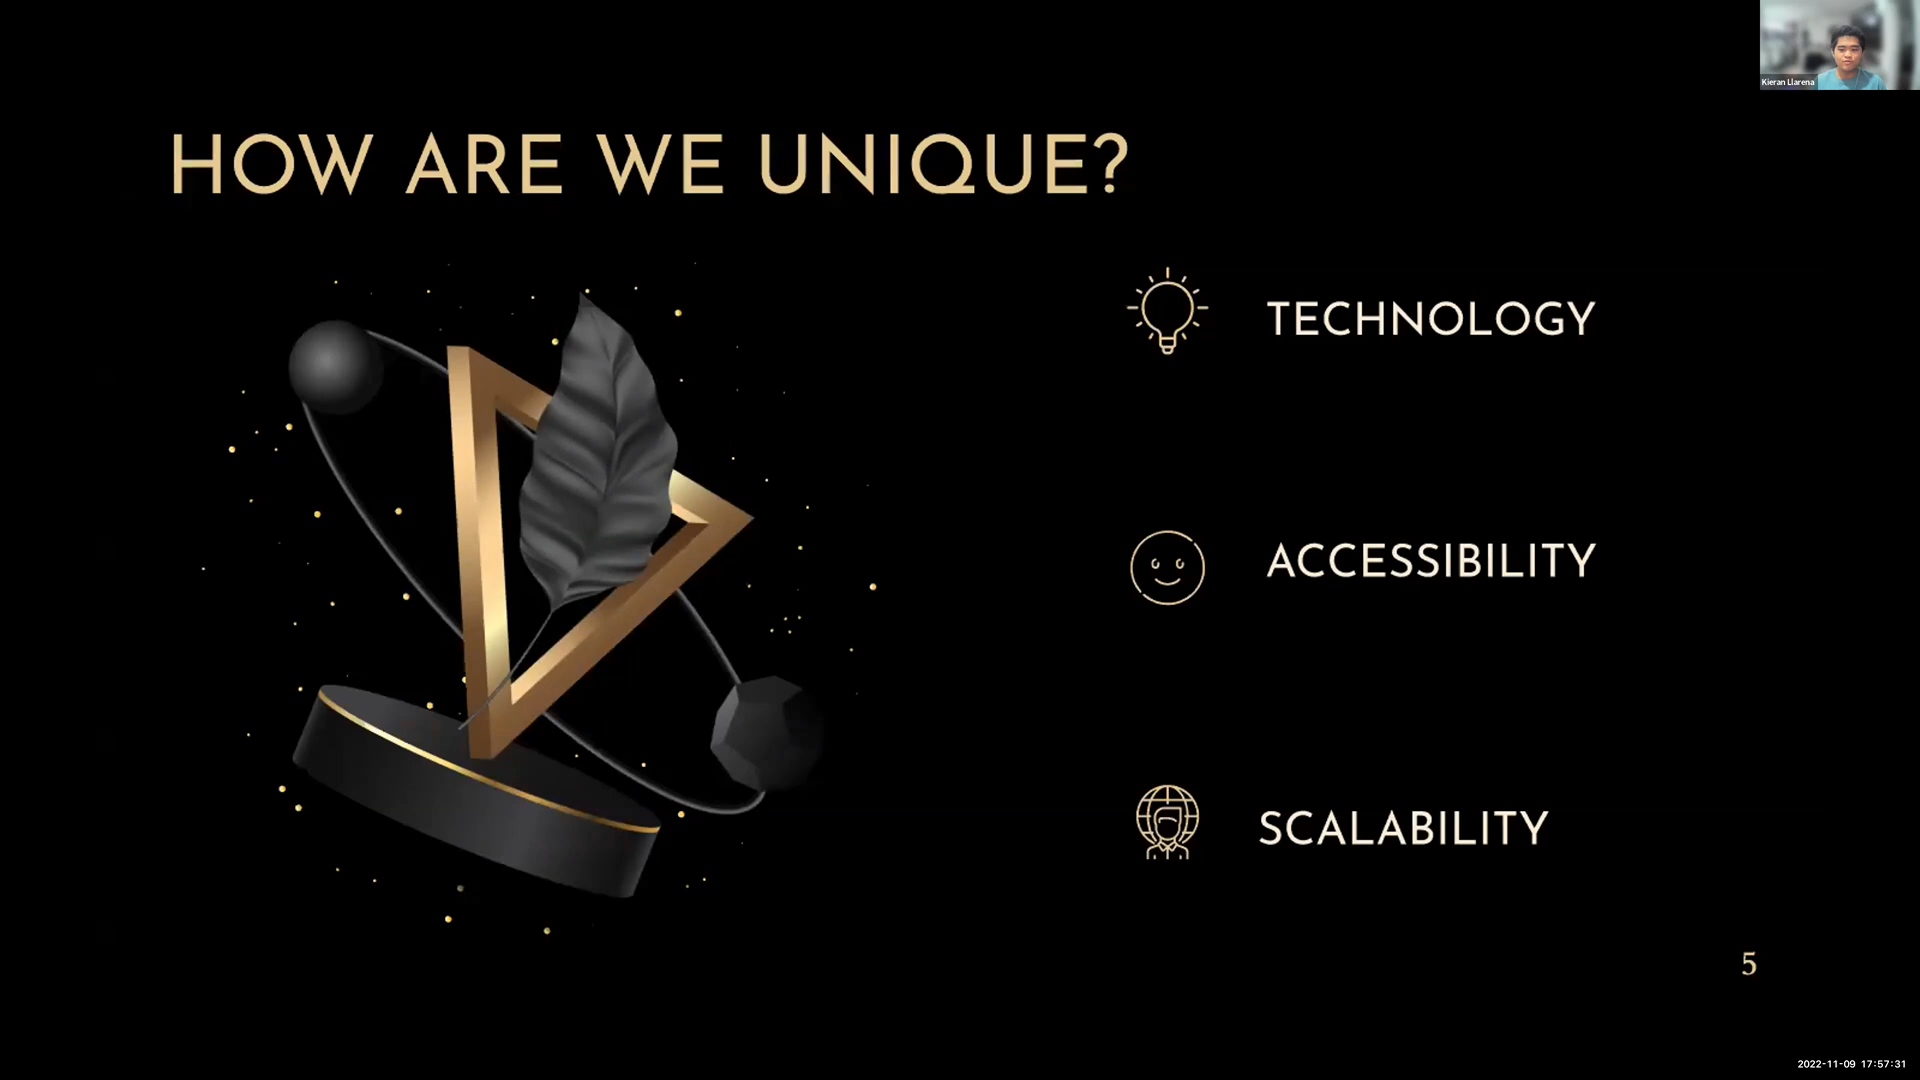 Kieran Llarena
HOW ARE WE UNIQUE?
TECHNOLOGY
ACCESSIBILITY
SCALABILITY
5
2022-11-09 17:57:31